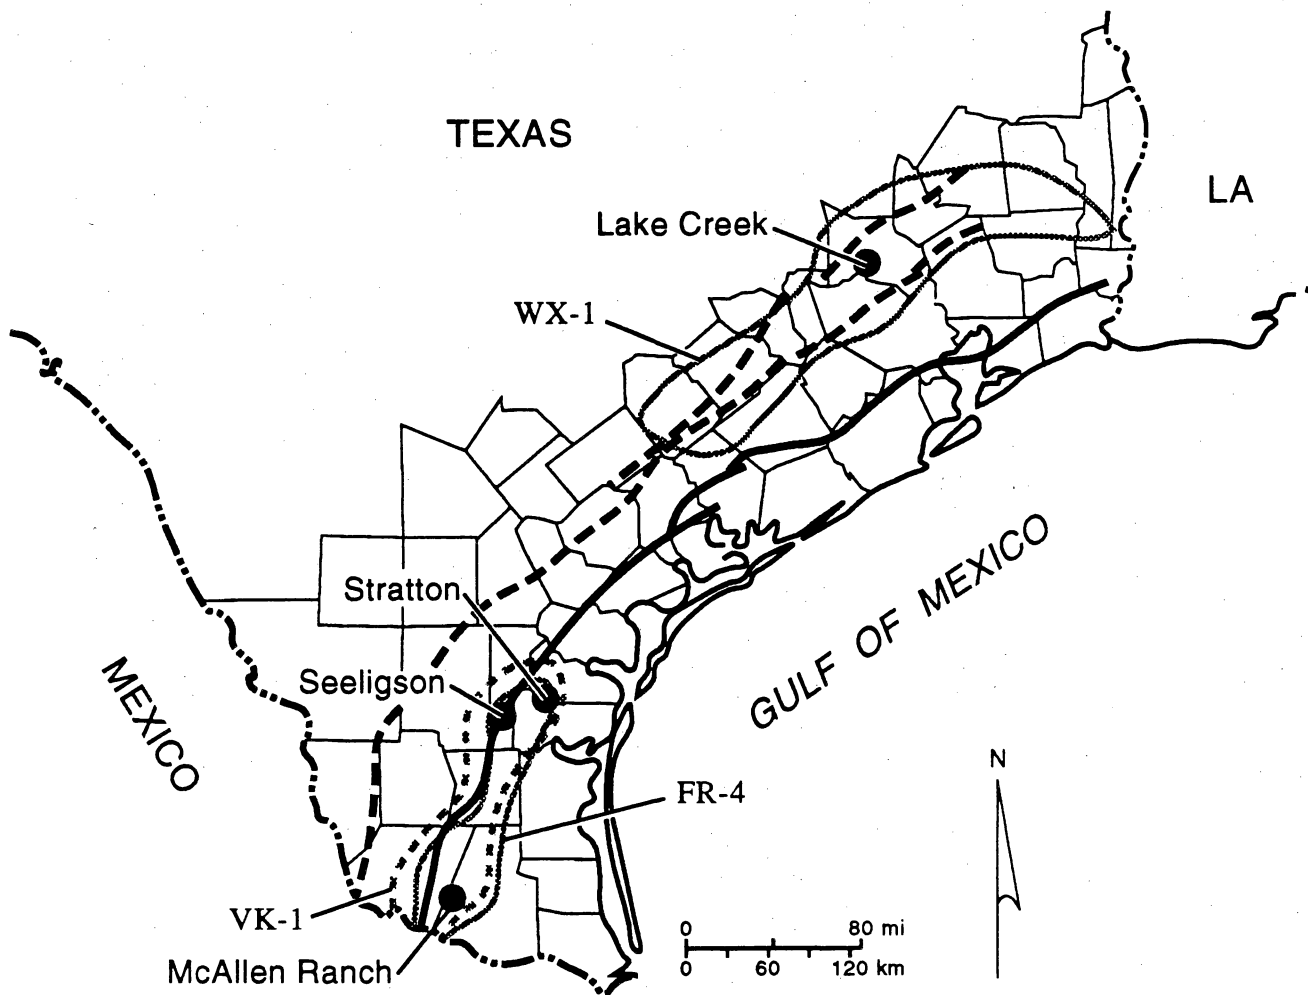 TEXAS
LA
Lake Creek
WX-1
Stratton
GULF OF MEXICO
MEXICO
Seeligson
N
FR-4
VK-1
McAllen Ranch
0 80 mi
0 60 120 km